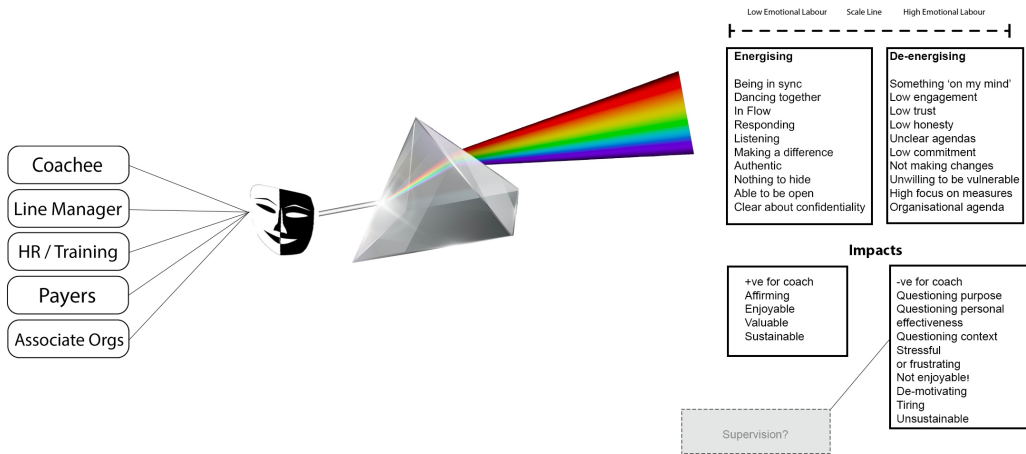 Low Emotional Labour Scale Line High Emotional Labour
Energising
Being in sync
Dancing together
In Flow
Responding
Listening
Making a difference
Authentic
Nothing to hide
Able to be open
Clear about confidentiality
De-energising
Something ‘on my mind’
Low engagement
Low trust
Low honesty
Unclear agendas
Low commitment
Not making changes
Unwilling to be vulnerable
High focus on measures
Organisational agenda
Coachee
Line Manager
HR / Training
Payers
Associate Orgs
Impacts
+ve for coach
Affirming
Enjoyable
Valuable
Sustainable
-ve for coach
Questioning purpose
Questioning personal
effectiveness
Questioning context
Stressful
or frustrating
Not enjoyable!
De-motivating
Tiring
Unsustainable
Supervision?